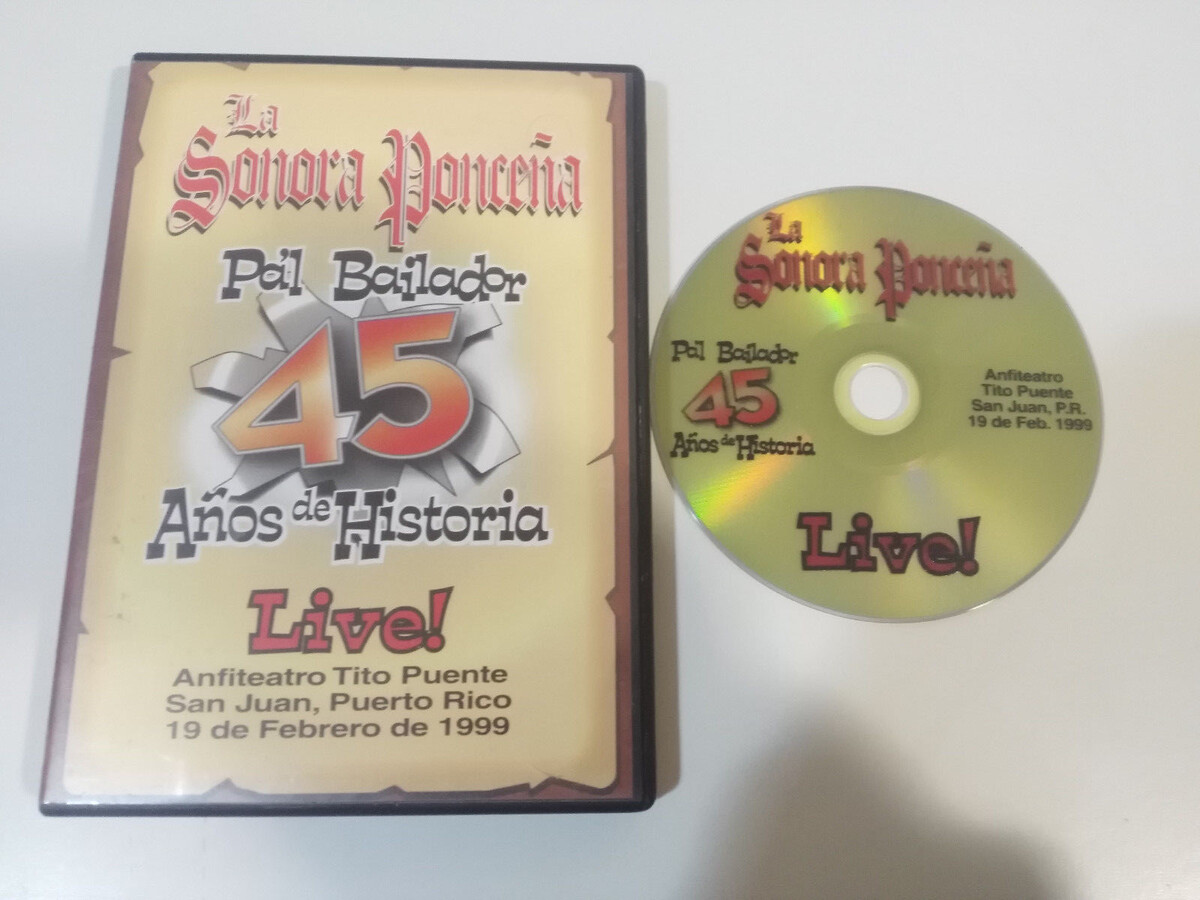 La
Sonora Ponceña
Pa'l Bailador
45
Años de Historia
Live!
Anfiteatro Tito Puente
San Juan, Puerto Rico
19 de Febrero de 1999
La
Sonora Ponceña
Pa'l Bailador
45
Años de Historia
Anfiteatro
Tito Puente
San Juan, P.R.
19 de Feb. 1999
Live!